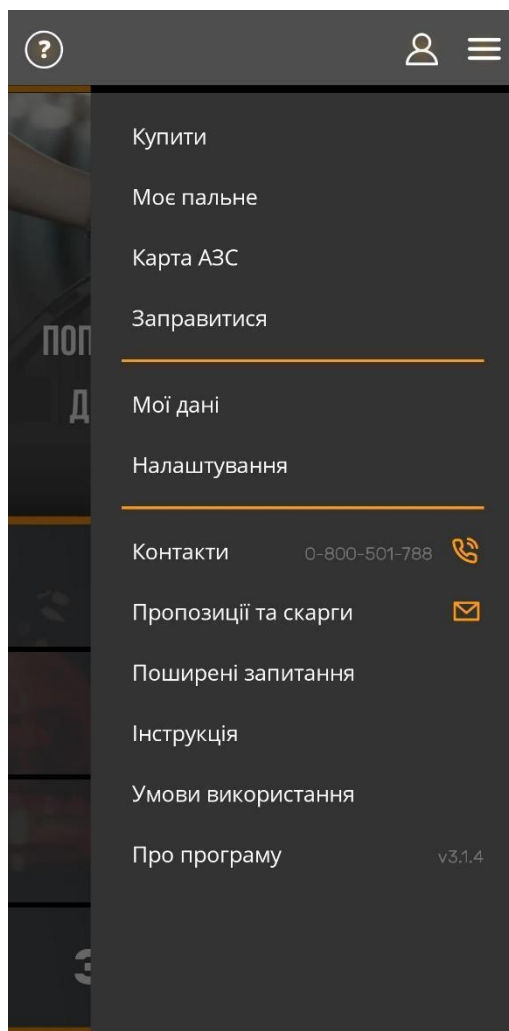 ?
Купити
Моє пальне
Карта АЗС
Заправитися
Мої дані
Налаштування
Контакти 0-800-501-788
Пропозиції та скарги
Поширені запитання
Інструкція
Умови використання
Про програму v3.1.4